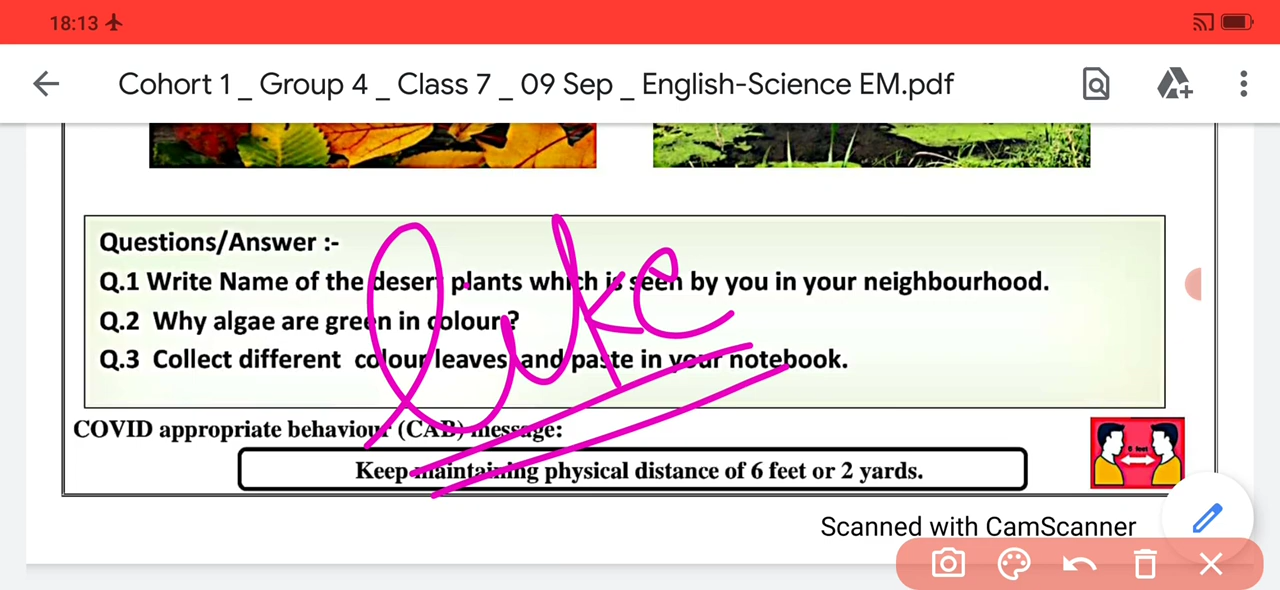 18:13
Cohort 1 _ Group 4 _ Class 7 _ 09 Sep _ English-Science EM.pdf
Questions/Answer :-
Q.1 Write Name of the desert plants which is seen by you in your neighbourhood.
Q.2 Why algae are green in colour?
Q.3 Collect different colour leaves and paste in your notebook.
like
COVID appropriate behaviour (CAB) message:
Keep maintaining physical distance of 6 feet or 2 yards.
6 feet
Scanned with CamScanner